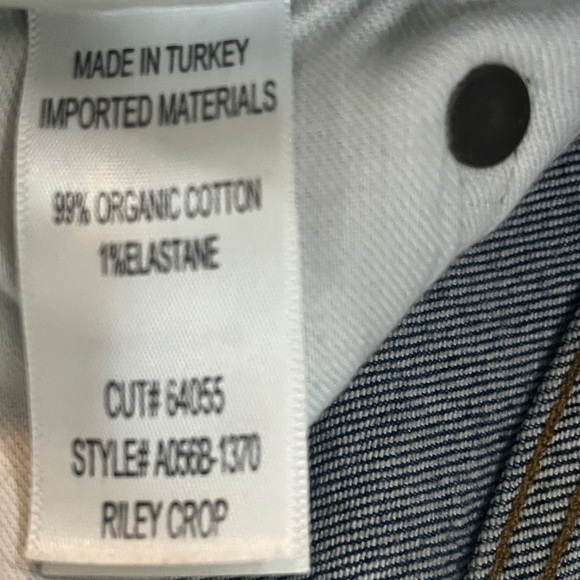 MADE IN TURKEY
IMPORTED MATERIALS
99% ORGANIC COTTON
1%ELASTANE
CUT# 64055
STYLE# A056B-1370
RILEY CROP